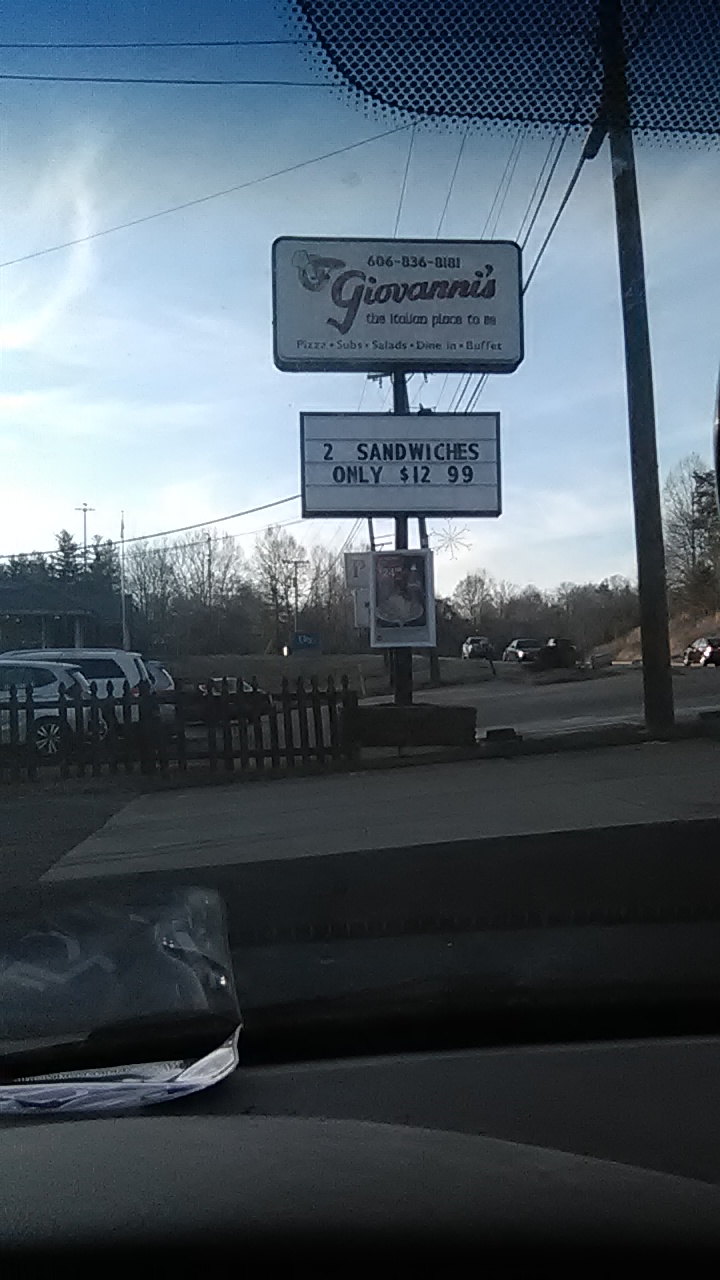 606-836-8181
Giovanni's
the Italian place to be
Pizza • Subs • Salads • Dine in • Buffet
2 SANDWICHES
ONLY $12 99
P